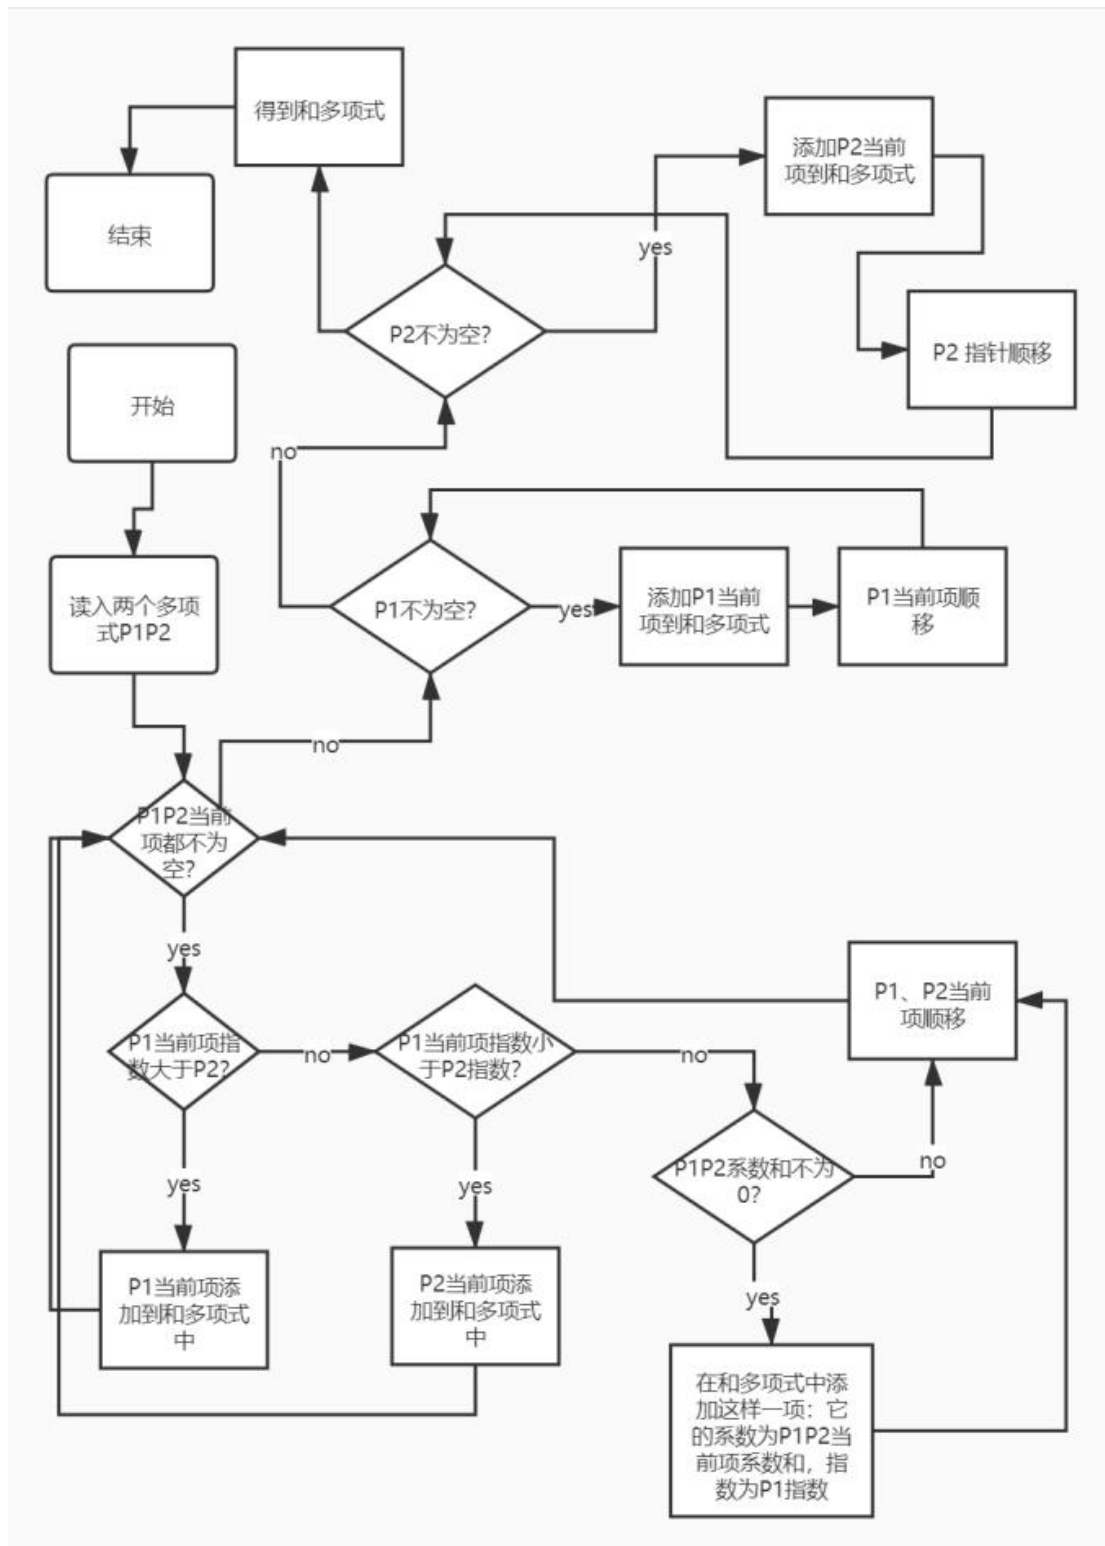 得到和多项式
添加P2当前
项到和多项式
结束
yes
P2不为空?
P2 指针顺移
开始
no
读入两个多项
式P1P2
P1不为空?
yes
添加P1当前
项到和多项式
P1当前项顺
移
no
P1P2当前
项都不为
空?
yes
P1、P2当前
项顺移
P1当前项指
数大于P2?
no
P1当前项指数小
于P2指数?
no
P1P2系数和不为
0?
no
yes
yes
P1当前项添
加到和多项式
中
P2当前项添
加到和多项式
中
yes
在和多项式中添
加这样一项：它
的系数为P1P2当
前项系数和，指
数为P1指数